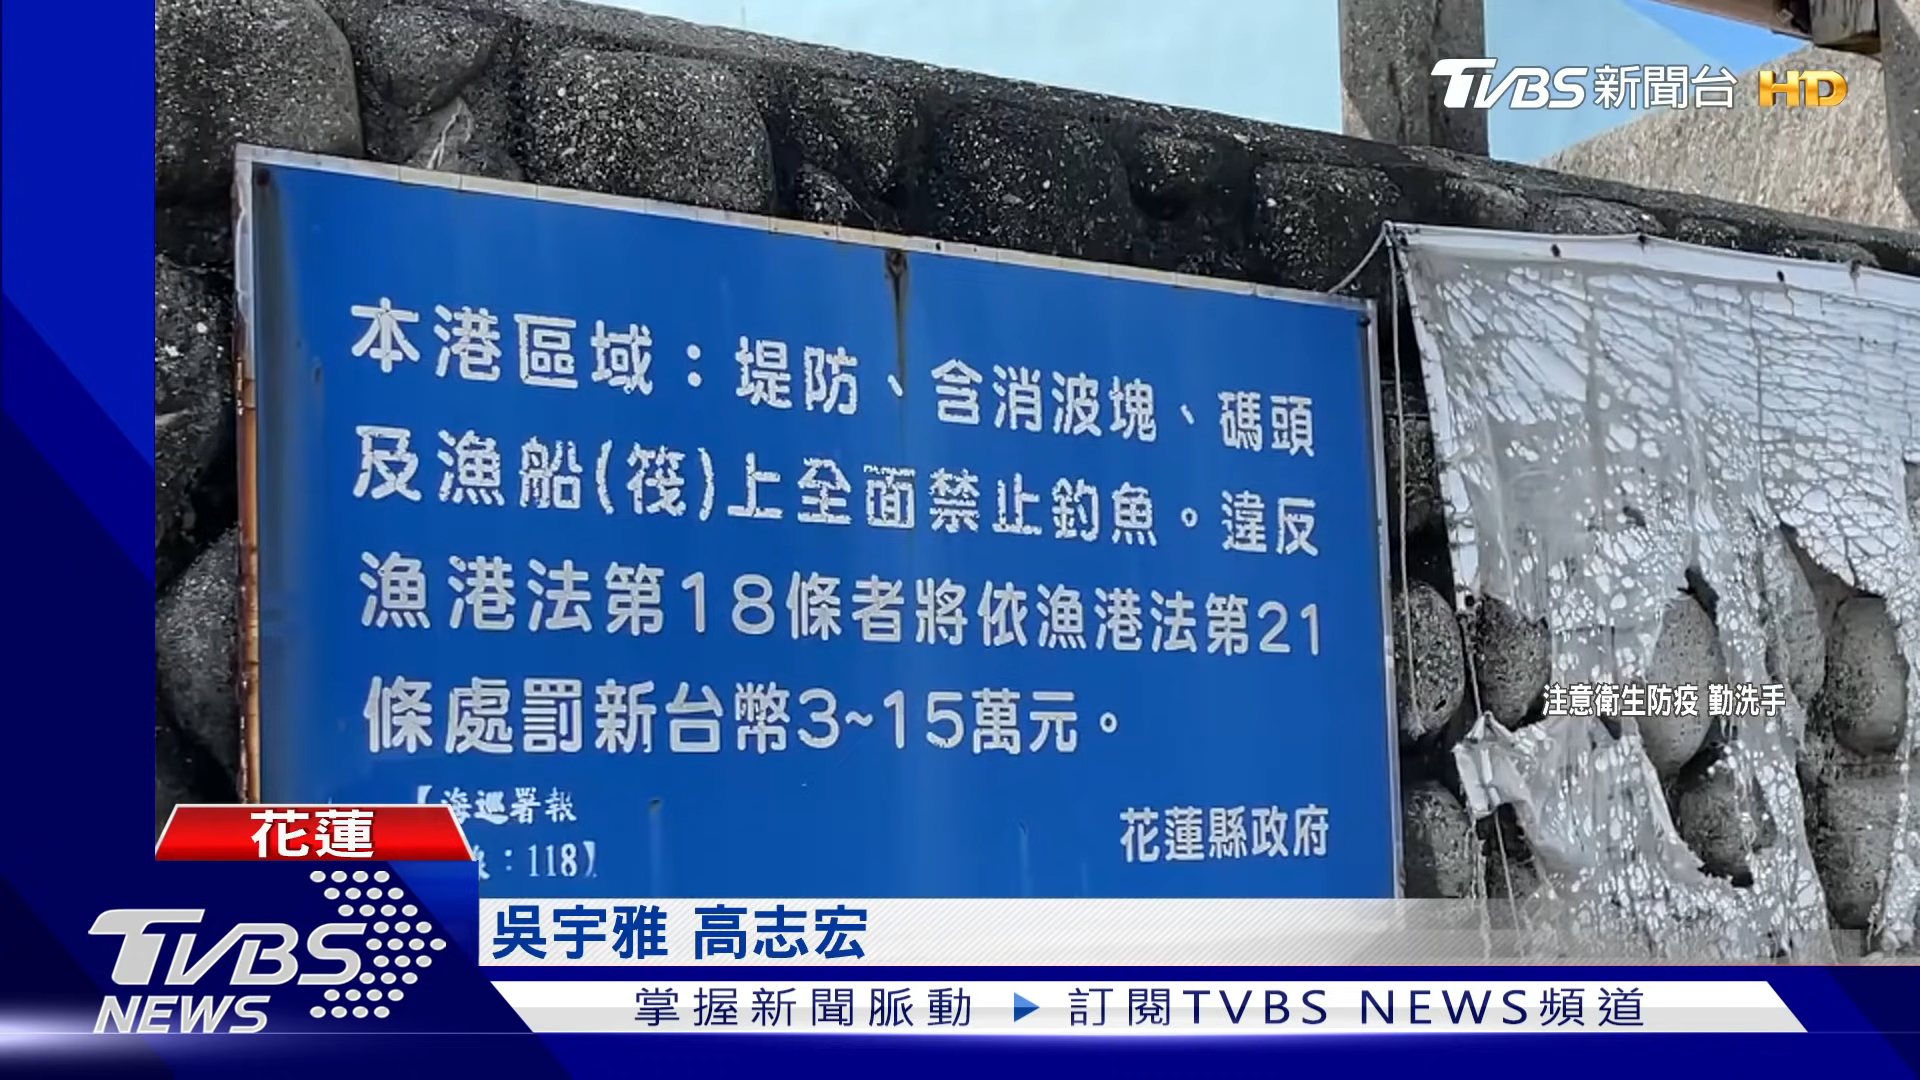 TVBS新聞台 HD
本港區域：堤防、含消波塊、碼頭
及漁船(筏)上全面禁止釣魚。違反
漁港法第18條者將依漁港法第21
條處罰新台幣3~15萬元。
注意衛生防疫 勤洗手
【海巡署報
：118】
花蓮縣政府
花蓮
吳宇雅 高志宏
TVBS NEWS
掌握新聞脈動 ▶ 訂閱TVBS NEWS頻道